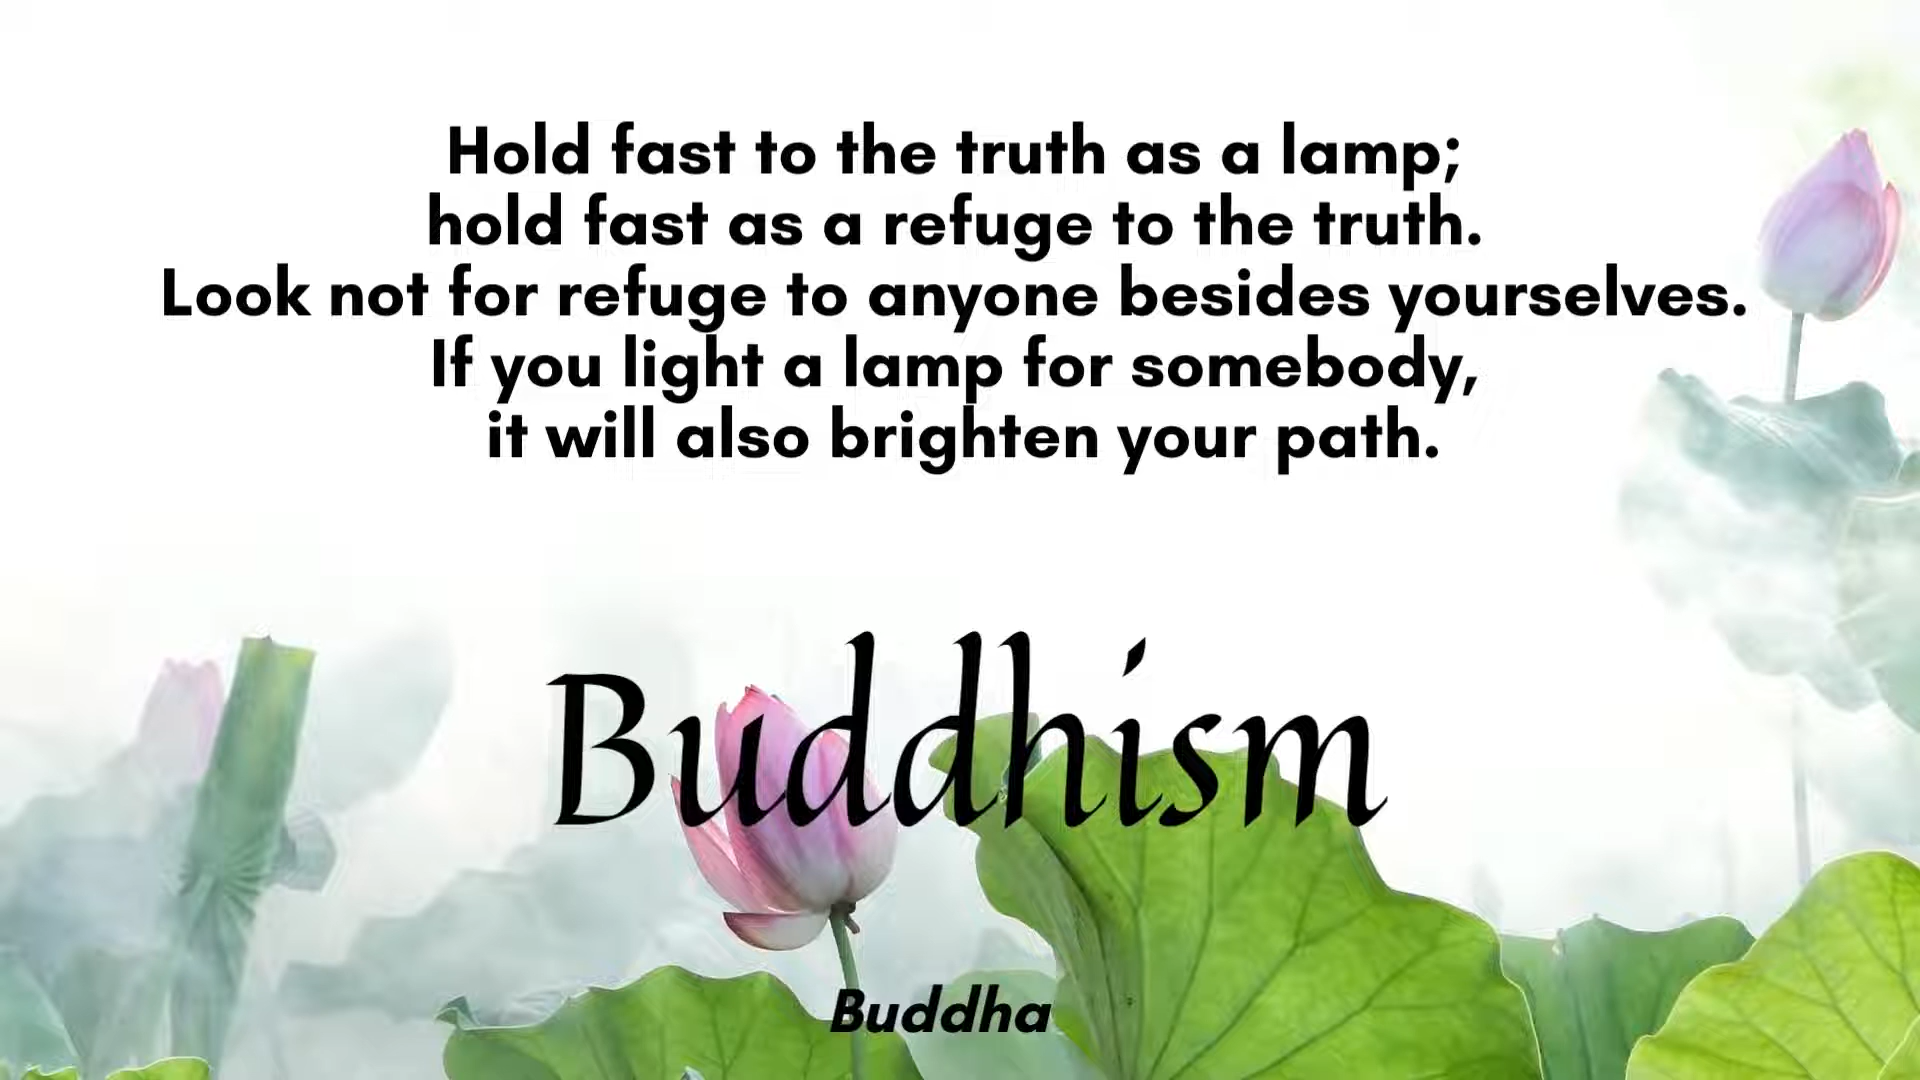 Hold fast to the truth as a lamp;
hold fast as a refuge to the truth.
Look not for refuge to anyone besides yourselves.
If you light a lamp for somebody,
it will also brighten your path.
Buddhism
Buddha